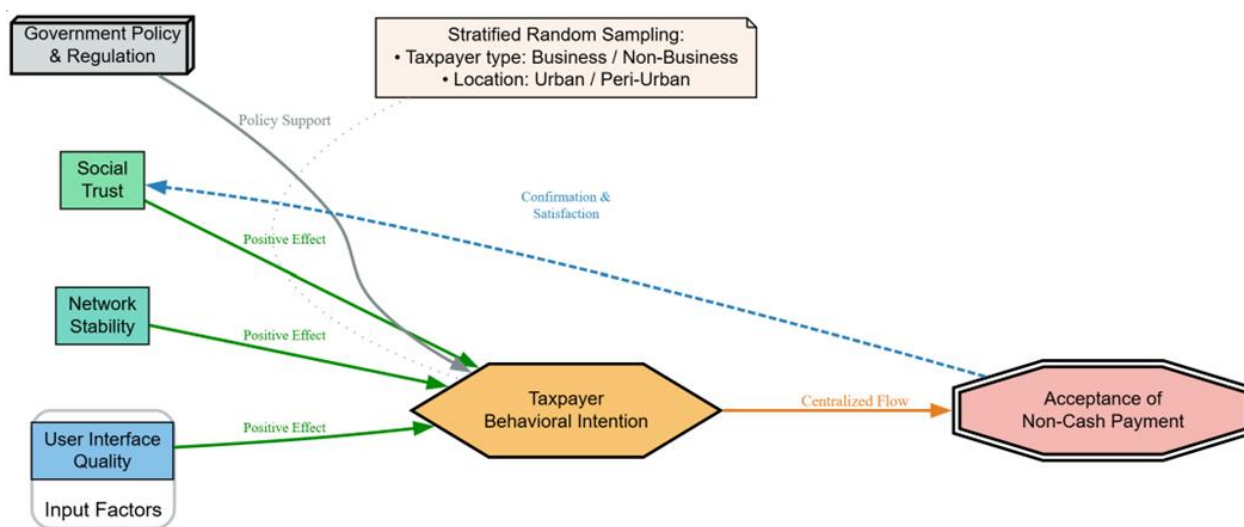 Government Policy
& Regulation
Stratified Random Sampling:
• Taxpayer type: Business / Non-Business
• Location: Urban / Peri-Urban
Policy Support
Social
Trust
Confirmation &
Satisfaction
Positive Effect
Network
Stability
Positive Effect
Taxpayer
Behavioral Intention
Centralized Flow
Acceptance of
Non-Cash Payment
Positive Effect
User Interface
Quality
Input Factors